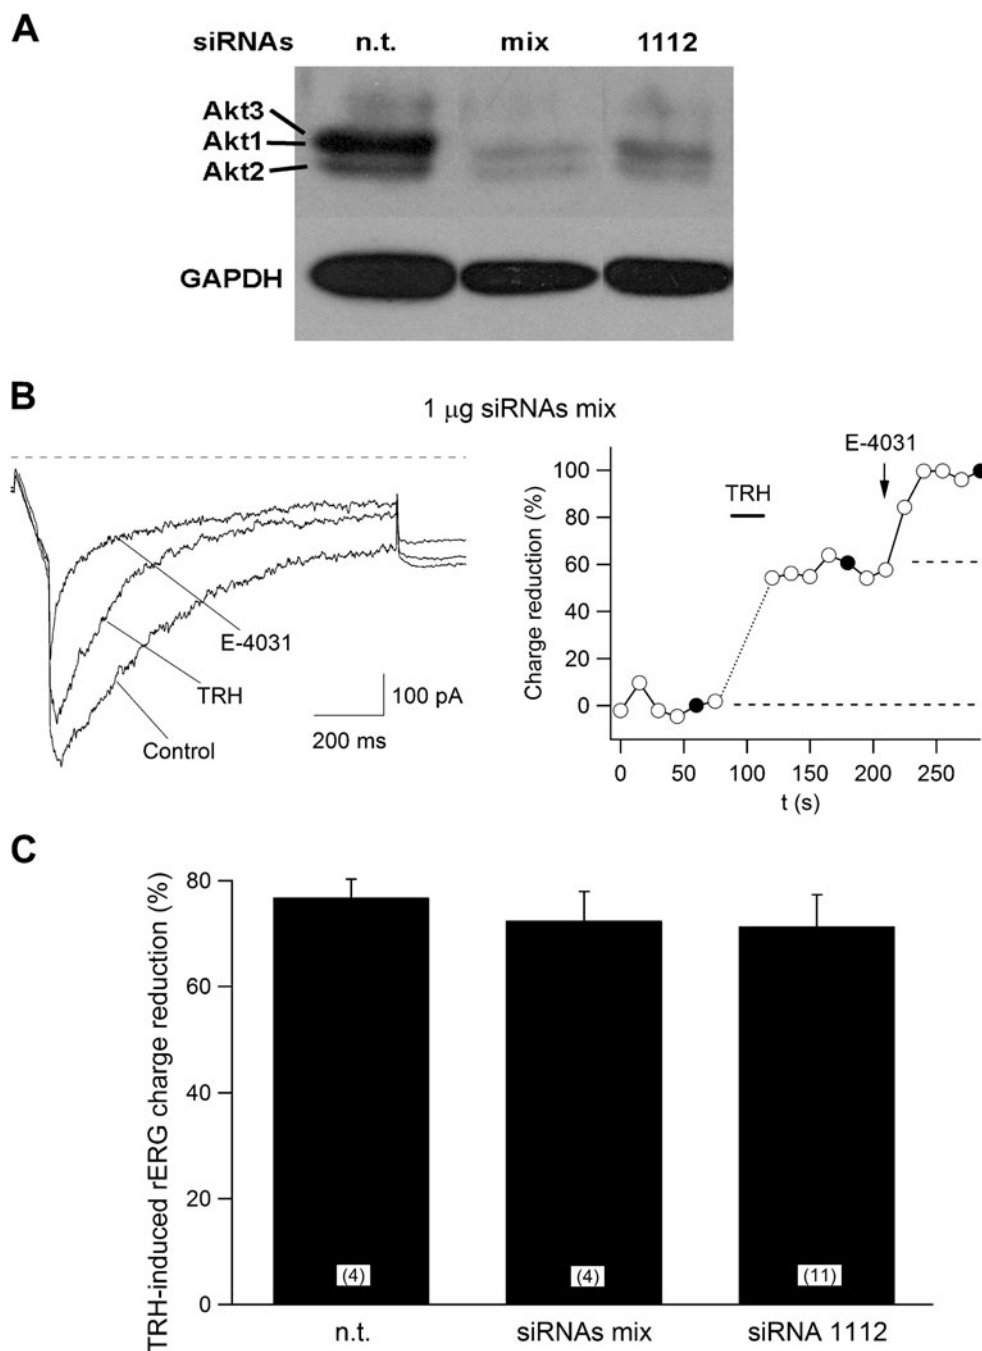 A
siRNAs n.t. mix 1112
Akt3
Akt1
Akt2
GAPDH
B
1 μg siRNAs mix
E-4031
TRH
Control
100 pA
200 ms
E-4031
TRH
Charge reduction (%)
100
80
60
40
20
0
0 50 100 150 200 250
t (s)
C
TRH-induced rERG charge reduction (%)
80
60
40
20
0
(4) (4) (11)
n.t. siRNAs mix siRNA 1112